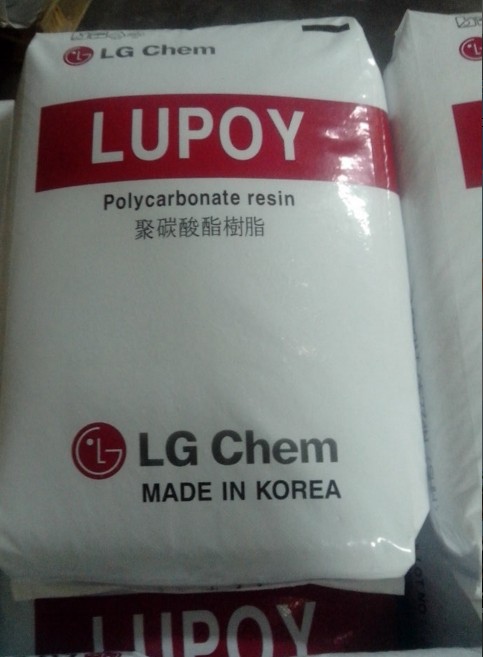 LG Chem
LUPOY
Polycarbonate resin
聚碳酸酯樹脂
LG Chem
MADE IN KOREA
LUPOY